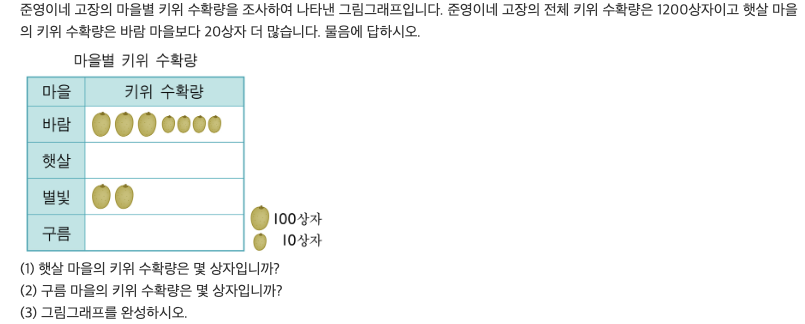 준영이네 고장의 마을별 키위 수확량을 조사하여 나타낸 그림그래프입니다. 준영이네 고장의 전체 키위 수확량은 1200상자이고 햇살 마을
의 키위 수확량은 바람 마을보다 20상자 더 많습니다. 물음에 답하시오.
마을별 키위 수확량
마을 키위 수확량
바람
햇살
별빛
구름
100상자
10상자
(1) 햇살 마을의 키위 수확량은 몇 상자입니까?
(2) 구름 마을의 키위 수확량은 몇 상자입니까?
(3) 그림그래프를 완성하시오.